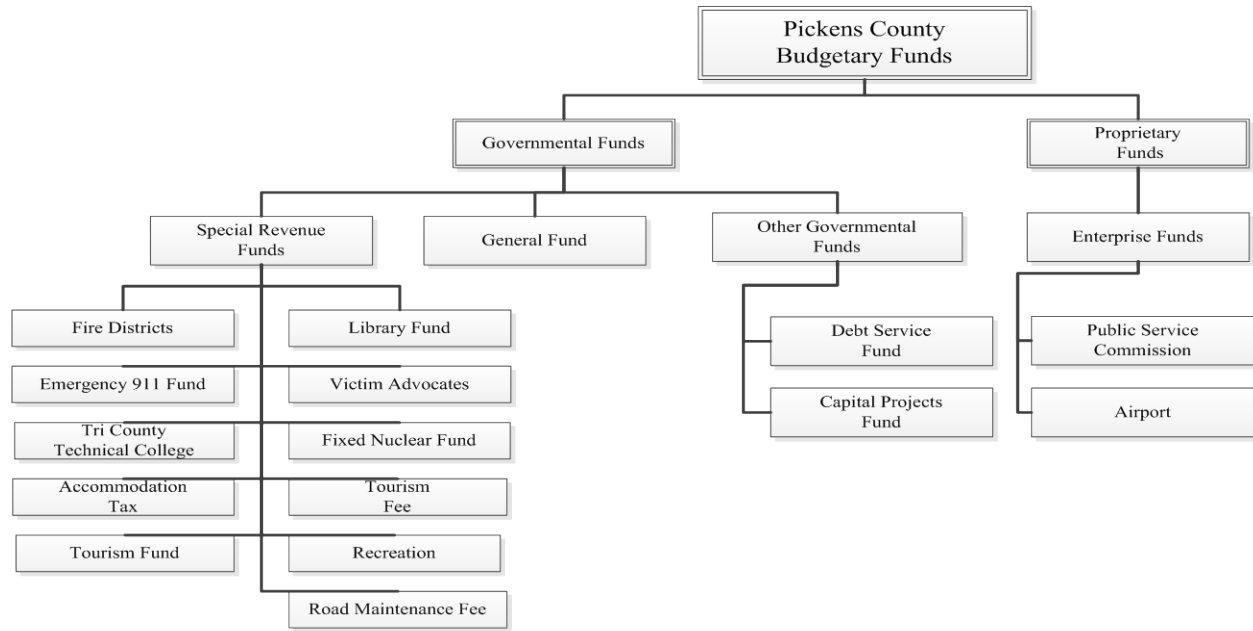 Pickens County
Budgetary Funds
Governmental Funds
Proprietary
Funds
Special Revenue
Funds
General Fund
Other Governmental
Funds
Enterprise Funds
Fire Districts
Library Fund
Debt Service
Fund
Public Service
Commission
Emergency 911 Fund
Victim Advocates
Capital Projects
Fund
Airport
Tri County
Technical College
Fixed Nuclear Fund
Accommodation
Tax
Tourism
Fee
Tourism Fund
Recreation
Road Maintenance Fee